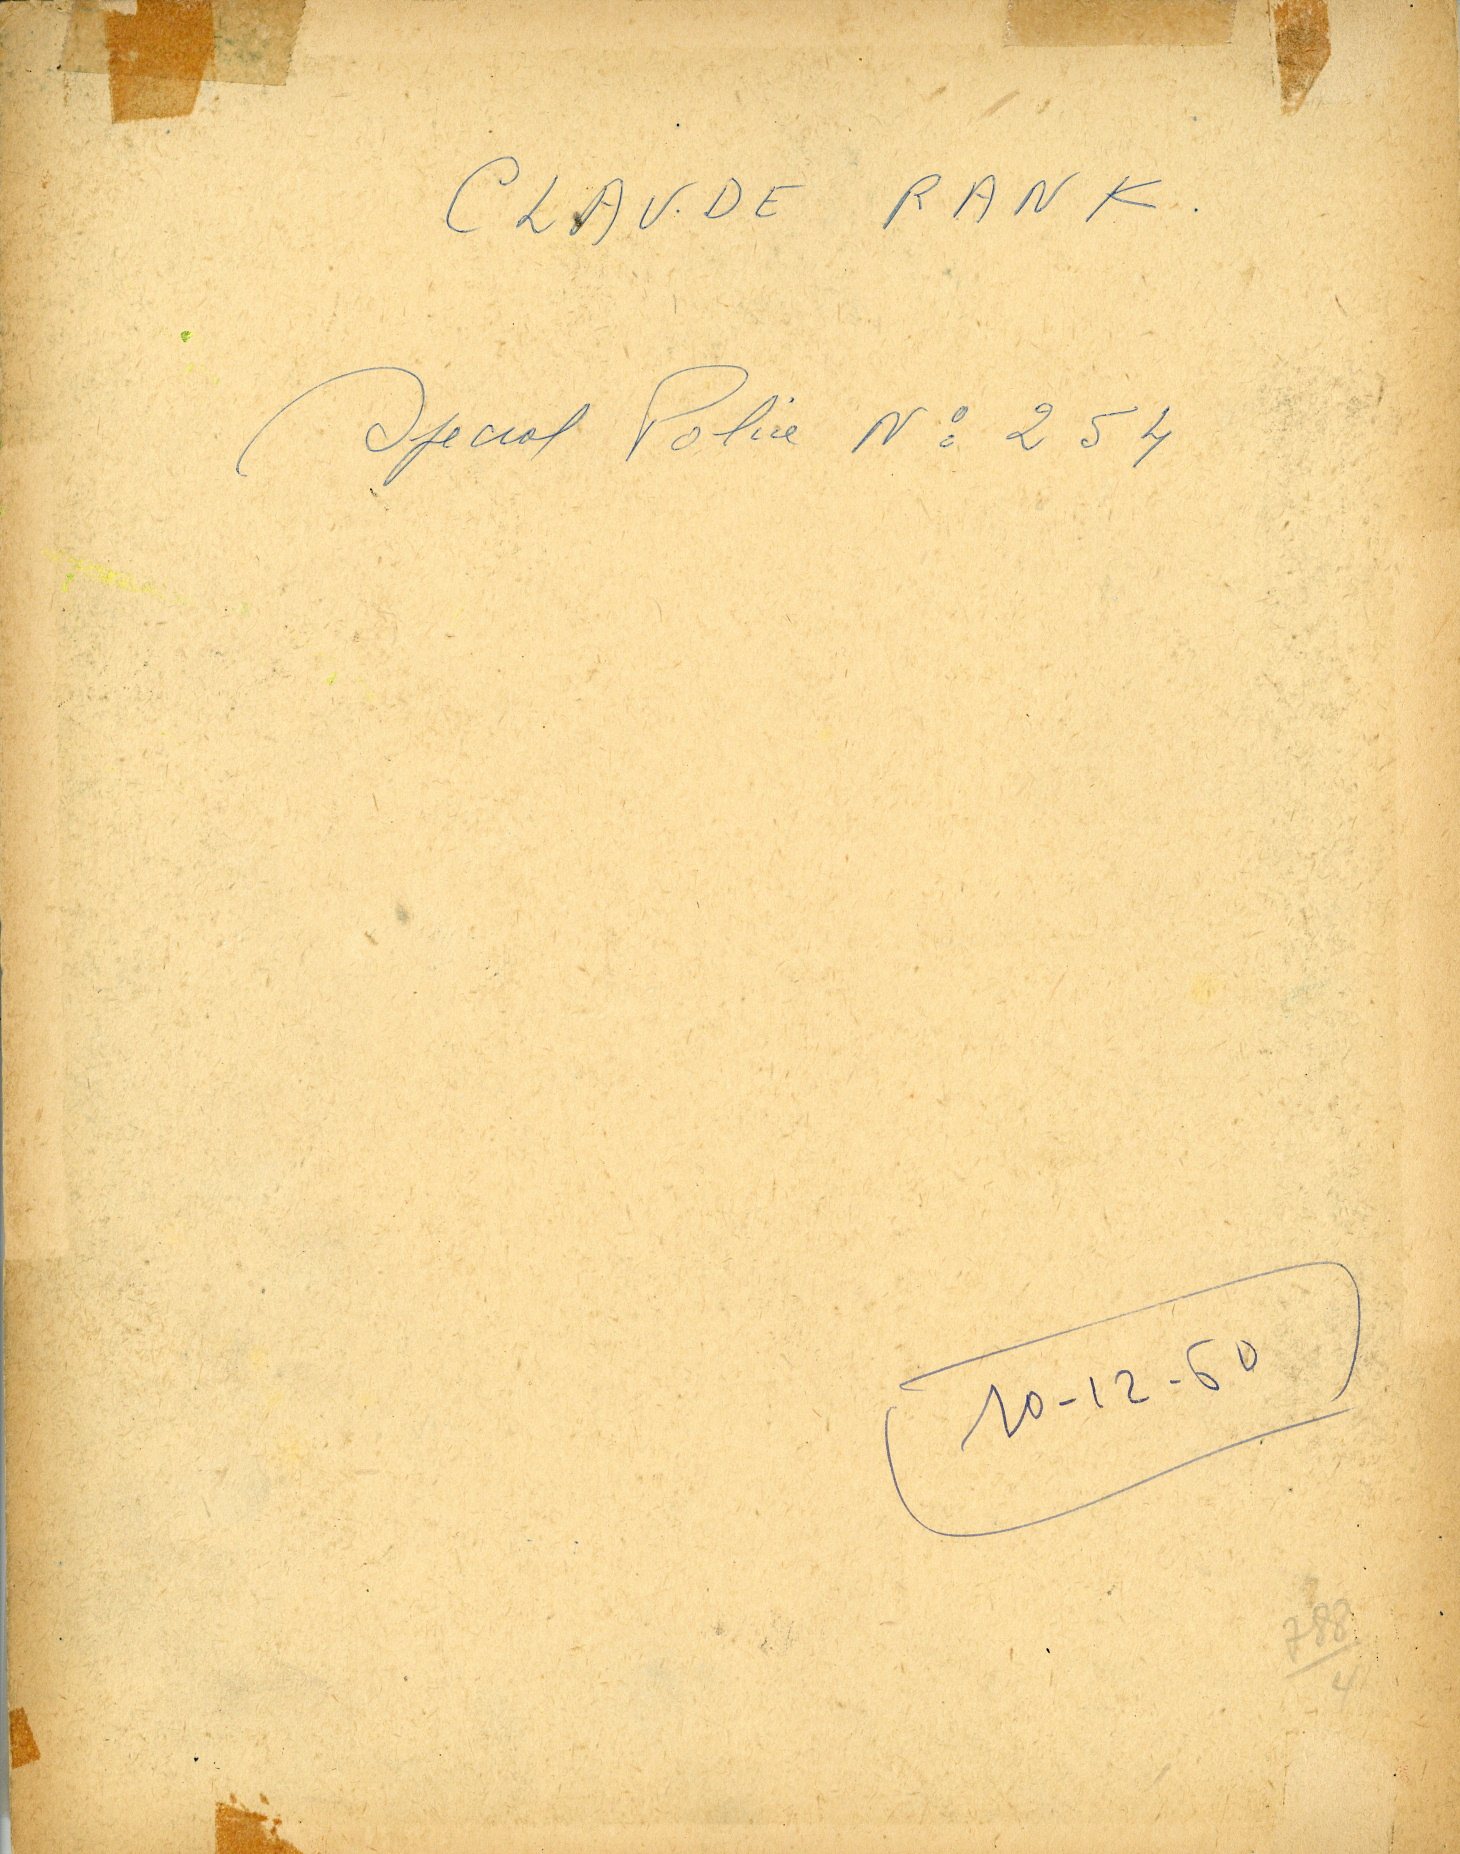 CLAUDE RANK.
Special Police N° 254
10-12-60
788
4